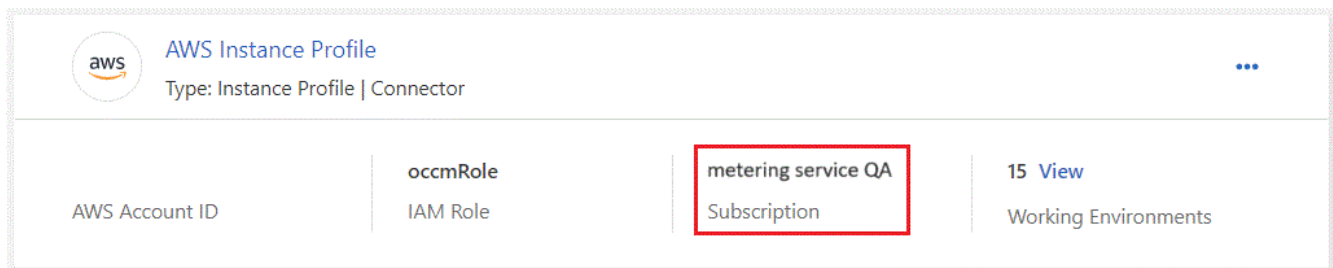 aws
AWS Instance Profile
Type: Instance Profile | Connector
AWS Account ID
occmRole
IAM Role
metering service QA
Subscription
15 View
Working Environments